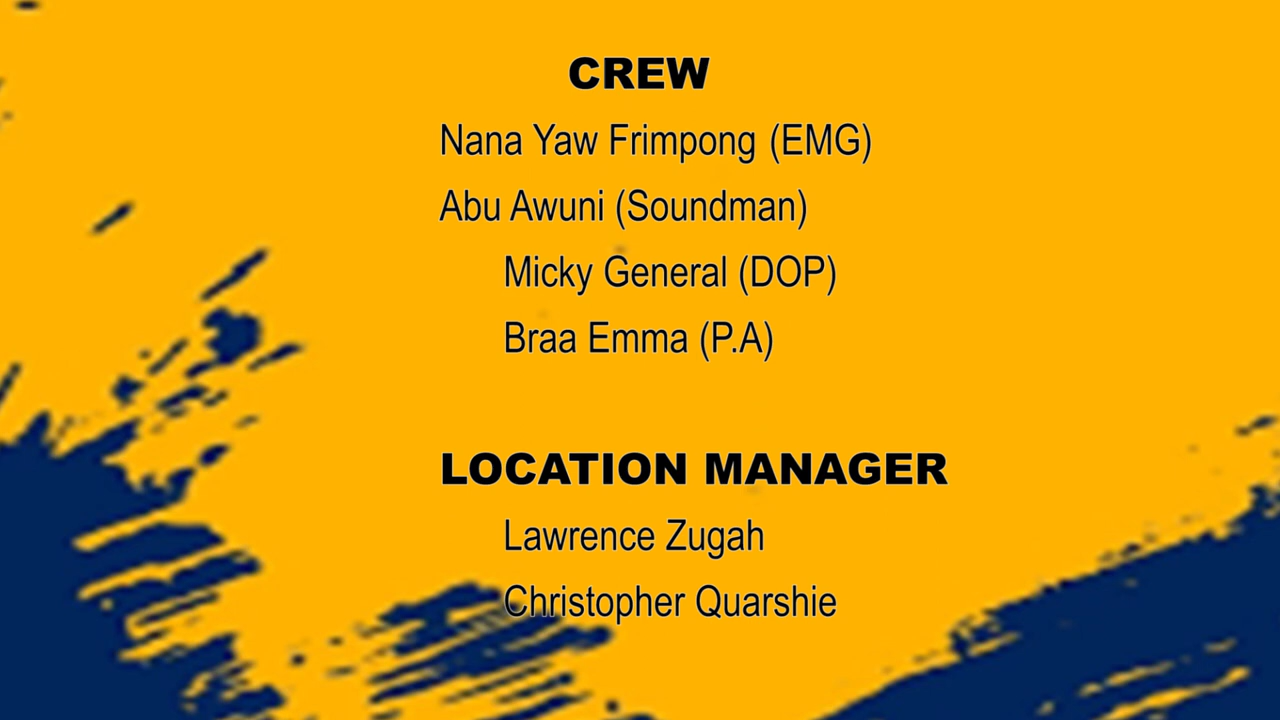 CREW
Nana Yaw Frimpong (EMG)
Abu Awuni (Soundman)
Micky General (DOP)
Braa Emma (P.A)
LOCATION MANAGER
Lawrence Zugah
Christopher Quarshie